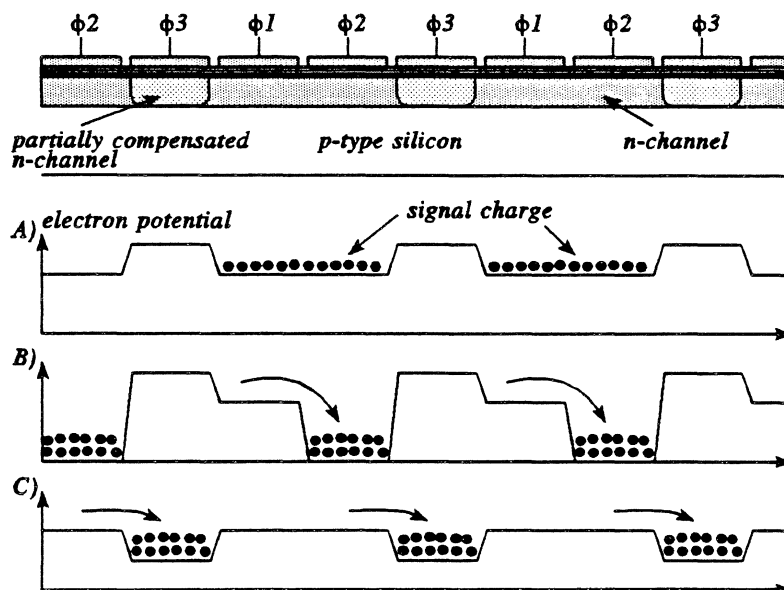 ϕ2 ϕ3 ϕ1 ϕ2 ϕ3 ϕ1 ϕ2 ϕ3
partially compensated
n-channel
p-type silicon
n-channel
A) electron potential
signal charge
B)
C)